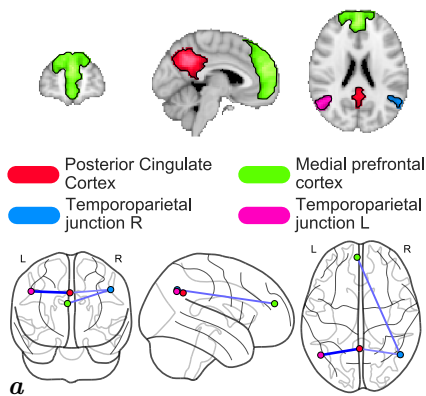 Posterior Cingulate
Cortex
Medial prefrontal
cortex
Temporoparietal
junction R
Temporoparietal
junction L
L R
L R
a